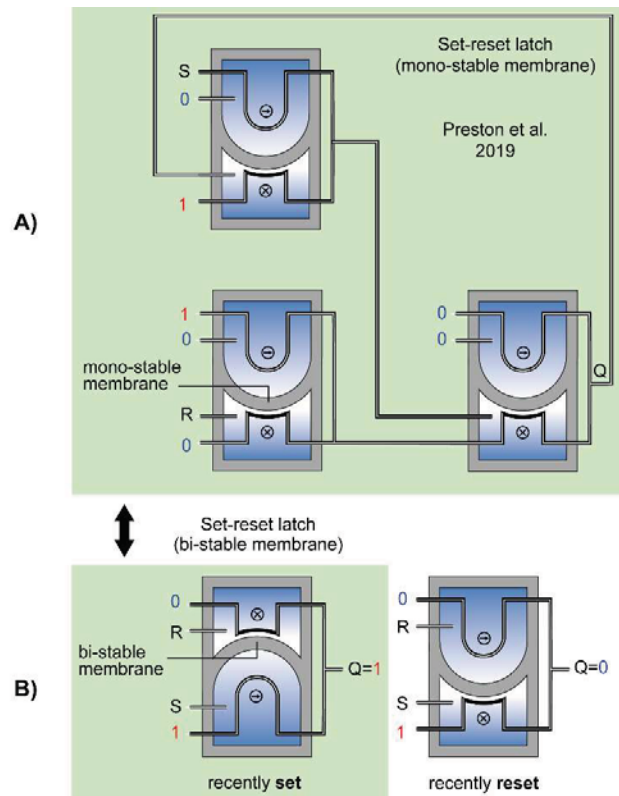 A)
Set-reset latch
(mono-stable membrane)
Preston et al.
2019
S
0
1
1
0
mono-stable
membrane
R
0
0
0
Q
Set-reset latch
(bi-stable membrane)
B)
0
R
bi-stable
membrane
S
1
Q=1
recently set
0
R
S
1
Q=0
recently reset